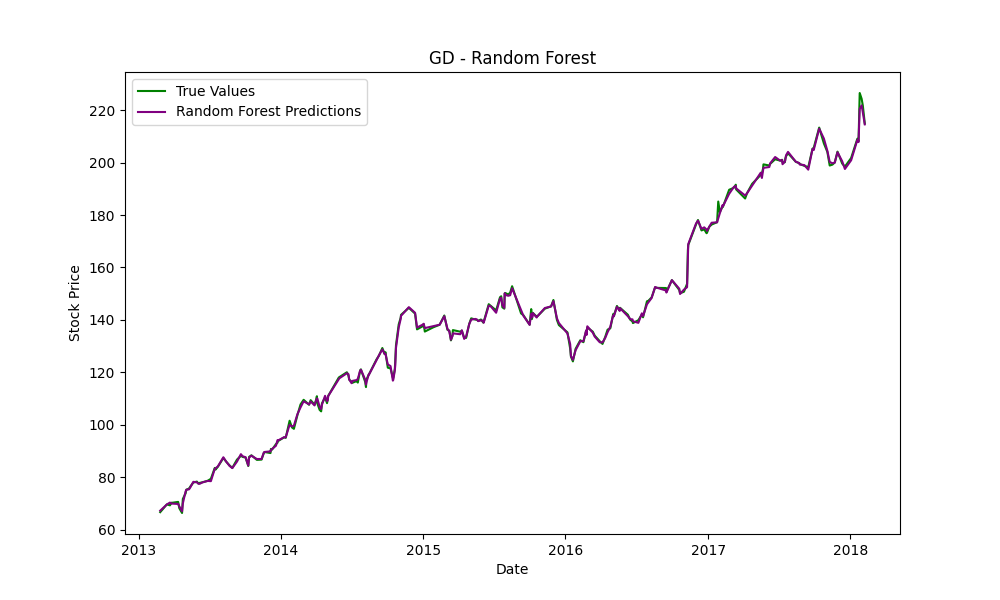 GD - Random Forest
True Values
Random Forest Predictions
220
200
180
160
140
120
100
80
60
Stock Price
2013 2014 2015 2016 2017 2018
Date